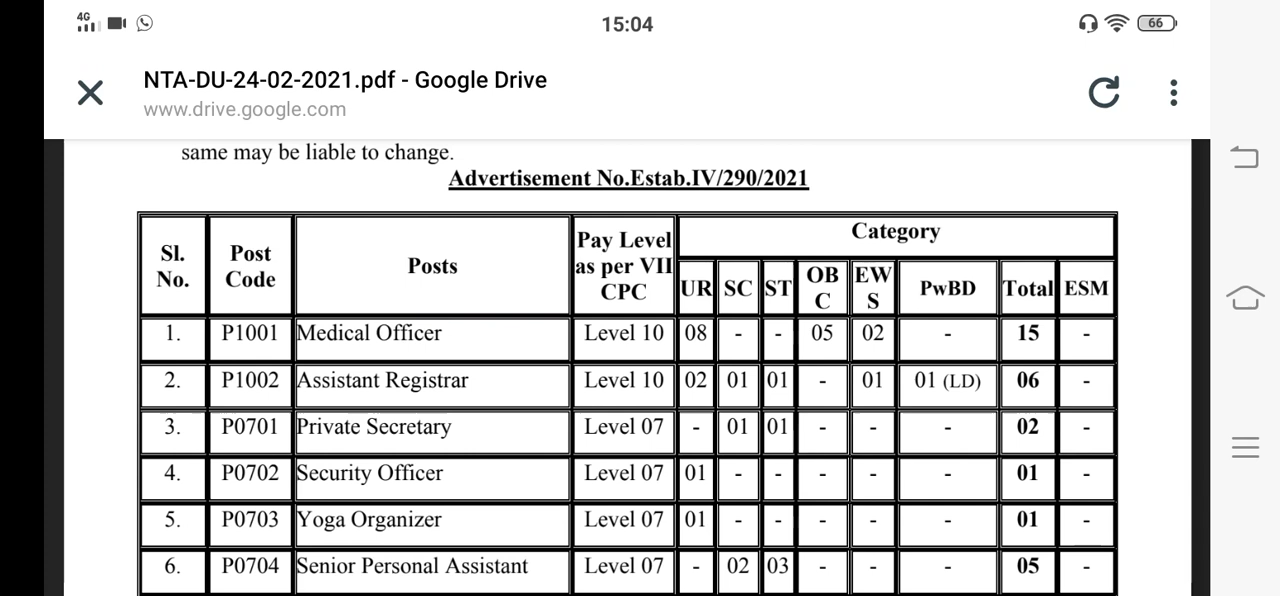 4G 15:04 66
NTA-DU-24-02-2021.pdf - Google Drive
www.drive.google.com
same may be liable to change.
Advertisement No.Estab.IV/290/2021
Sl. No. Post Code Posts Pay Level as per VII CPC Category
UR SC ST OBC EWS PwBD Total ESM
1. P1001 Medical Officer Level 10 08 - - 05 02 - 15 -
2. P1002 Assistant Registrar Level 10 02 01 01 - 01 01 (LD) 06 -
3. P0701 Private Secretary Level 07 - 01 01 - - - 02 -
4. P0702 Security Officer Level 07 01 - - - - - 01 -
5. P0703 Yoga Organizer Level 07 01 - - - - - 01 -
6. P0704 Senior Personal Assistant Level 07 - 02 03 - - - 05 -